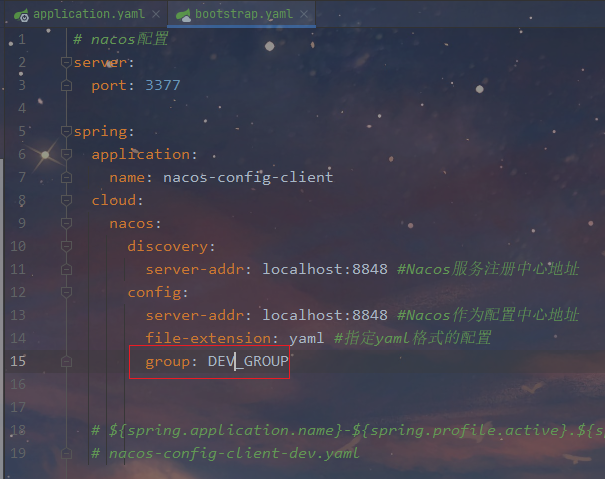 application.yaml
bootstrap.yaml
1 # nacos配置
2 server:
3 port: 3377
4
5 spring:
6 application:
7 name: nacos-config-client
8 cloud:
9 nacos:
10 discovery:
11 server-addr: localhost:8848 #Nacos服务注册中心地址
12 config:
13 server-addr: localhost:8848 #Nacos作为配置中心地址
14 file-extension: yaml #指定yaml格式的配置
15 group: DEV_GROUP
16
17
18 # ${spring.application.name}-${spring.profile.active}.${sp
19 # nacos-config-client-dev.yaml